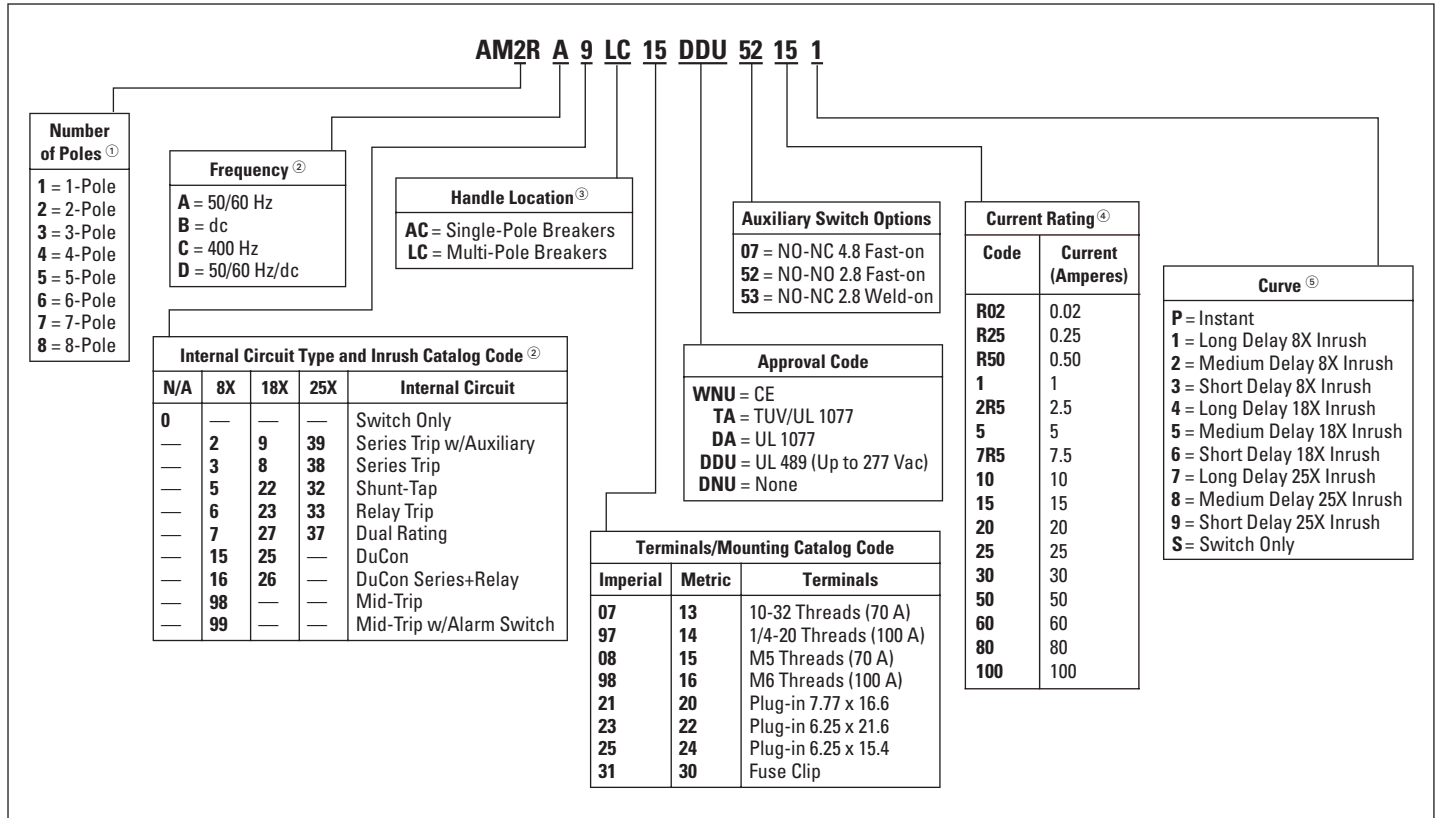 AM2R A 9 LC 15 DDU 52 15 1
Number
of Poles ①
1 = 1-Pole
2 = 2-Pole
3 = 3-Pole
4 = 4-Pole
5 = 5-Pole
6 = 6-Pole
7 = 7-Pole
8 = 8-Pole
Frequency ②
A = 50/60 Hz
B = dc
C = 400 Hz
D = 50/60 Hz/dc
Internal Circuit Type and Inrush Catalog Code ②
N/A 8X 18X 25X Internal Circuit
0 — — — Switch Only
— 2 9 39 Series Trip w/Auxiliary
— 3 8 38 Series Trip
— 5 22 32 Shunt-Tap
— 6 23 33 Relay Trip
— 7 27 37 Dual Rating
— 15 25 — DuCon
— 16 26 — DuCon Series+Relay
— 98 — — Mid-Trip
— 99 — — Mid-Trip w/Alarm Switch
Handle Location ③
AC = Single-Pole Breakers
LC = Multi-Pole Breakers
Terminals/Mounting Catalog Code
Imperial Metric Terminals
07 13 10-32 Threads (70 A)
97 14 1/4-20 Threads (100 A)
08 15 M5 Threads (70 A)
98 16 M6 Threads (100 A)
21 20 Plug-in 7.77 x 16.6
23 22 Plug-in 6.25 x 21.6
25 24 Plug-in 6.25 x 15.4
31 30 Fuse Clip
Approval Code
WNU = CE
TA = TUV/UL 1077
DA = UL 1077
DDU = UL 489 (Up to 277 Vac)
DNU = None
Auxiliary Switch Options
07 = NO-NC 4.8 Fast-on
52 = NO-NO 2.8 Fast-on
53 = NO-NC 2.8 Weld-on
Current Rating ④
Code Current
(Amperes)
R02 0.02
R25 0.25
R50 0.50
1 1
2R5 2.5
5 5
7R5 7.5
10 10
15 15
20 20
25 25
30 30
50 50
60 60
80 80
100 100
Curve ⑤
P = Instant
1 = Long Delay 8X Inrush
2 = Medium Delay 8X Inrush
3 = Short Delay 8X Inrush
4 = Long Delay 18X Inrush
5 = Medium Delay 18X Inrush
6 = Short Delay 18X Inrush
7 = Long Delay 25X Inrush
8 = Medium Delay 25X Inrush
9 = Short Delay 25X Inrush
S = Switch Only